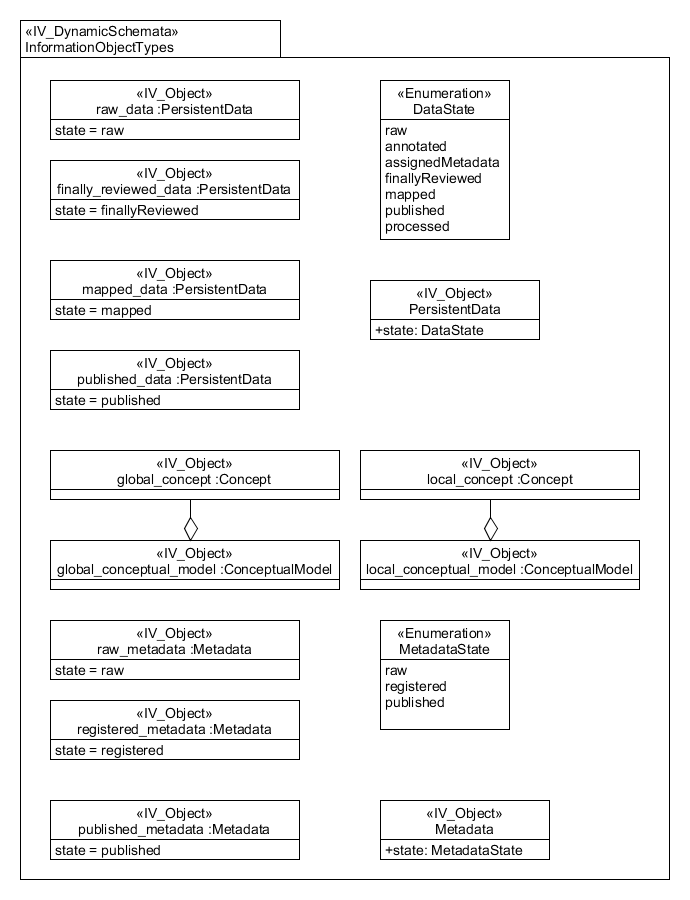 «IV_DynamicSchemata»
InformationObjectTypes
«IV_Object»
raw_data :PersistentData
state = raw
«Enumeration»
DataState
raw
annotated
assignedMetadata
finallyReviewed
mapped
published
processed
«IV_Object»
finally_reviewed_data :PersistentData
state = finallyReviewed
«IV_Object»
mapped_data :PersistentData
state = mapped
«IV_Object»
PersistentData
+state: DataState
«IV_Object»
published_data :PersistentData
state = published
«IV_Object»
global_concept :Concept
«IV_Object»
local_concept :Concept
«IV_Object»
global_conceptual_model :ConceptualModel
«IV_Object»
local_conceptual_model :ConceptualModel
«IV_Object»
raw_metadata :Metadata
state = raw
«Enumeration»
MetadataState
raw
registered
published
«IV_Object»
registered_metadata :Metadata
state = registered
«IV_Object»
published_metadata :Metadata
state = published
«IV_Object»
Metadata
+state: MetadataState